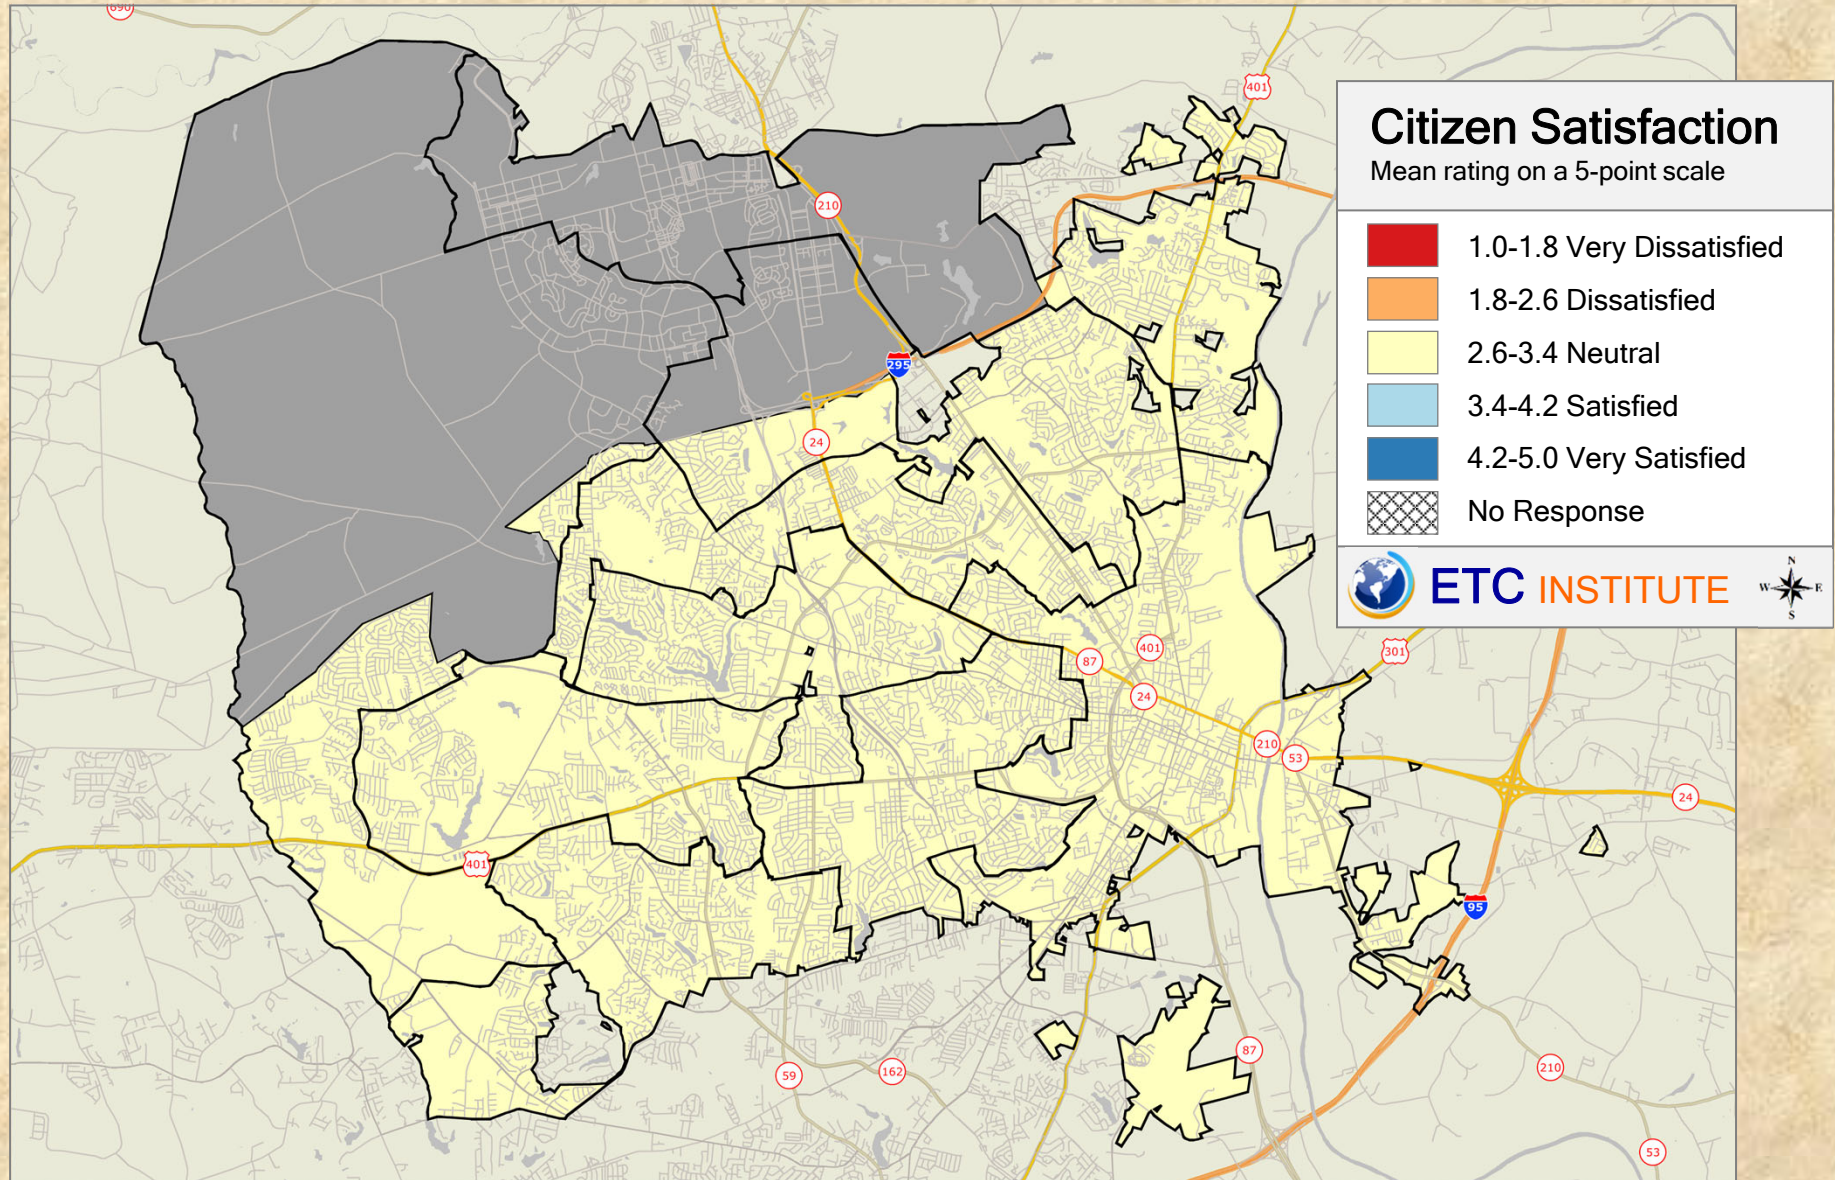 690
401
Citizen Satisfaction
Mean rating on a 5-point scale
1.0-1.8 Very Dissatisfied
1.8-2.6 Dissatisfied
2.6-3.4 Neutral
3.4-4.2 Satisfied
4.2-5.0 Very Satisfied
No Response
ETC INSTITUTE
N
W E
S
210
295
24
87
401
24
301
210
53
24
401
95
59
162
87
210
53